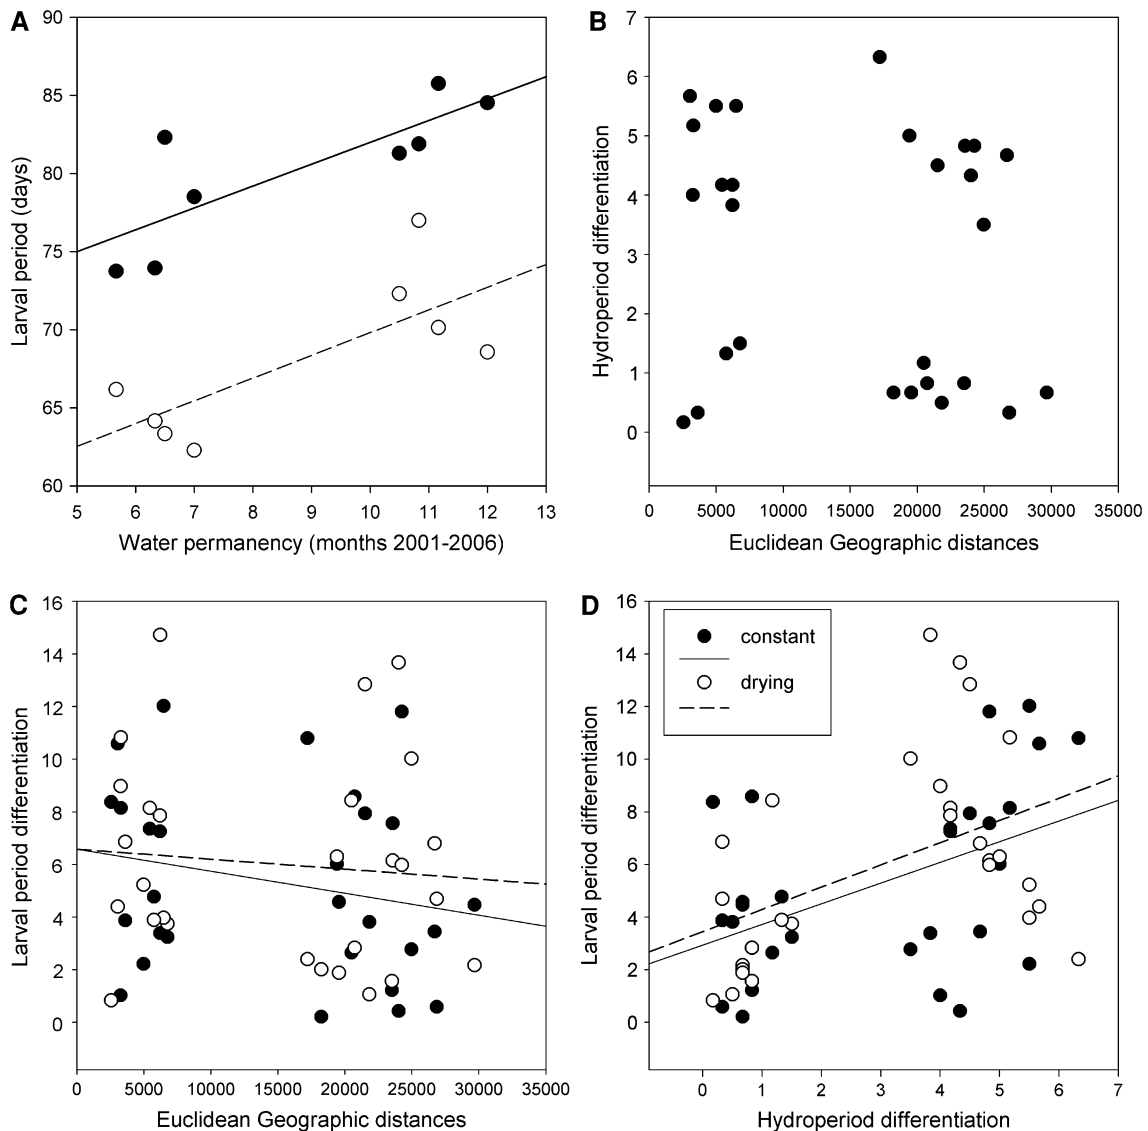 A
90
85
80
75
70
65
60
Larval period (days)
5 6 7 8 9 10 11 12 13
Water permanency (months 2001-2006)
B
7
6
5
4
3
2
1
0
Hydroperiod differentiation
0 5000 10000 15000 20000 25000 30000 35000
Euclidean Geographic distances
C
16
14
12
10
8
6
4
2
0
Larval period differentiation
0 5000 10000 15000 20000 25000 30000 35000
Euclidean Geographic distances
D
16
14
12
10
8
6
4
2
0
Larval period differentiation
constant
drying
0 1 2 3 4 5 6 7
Hydroperiod differentiation